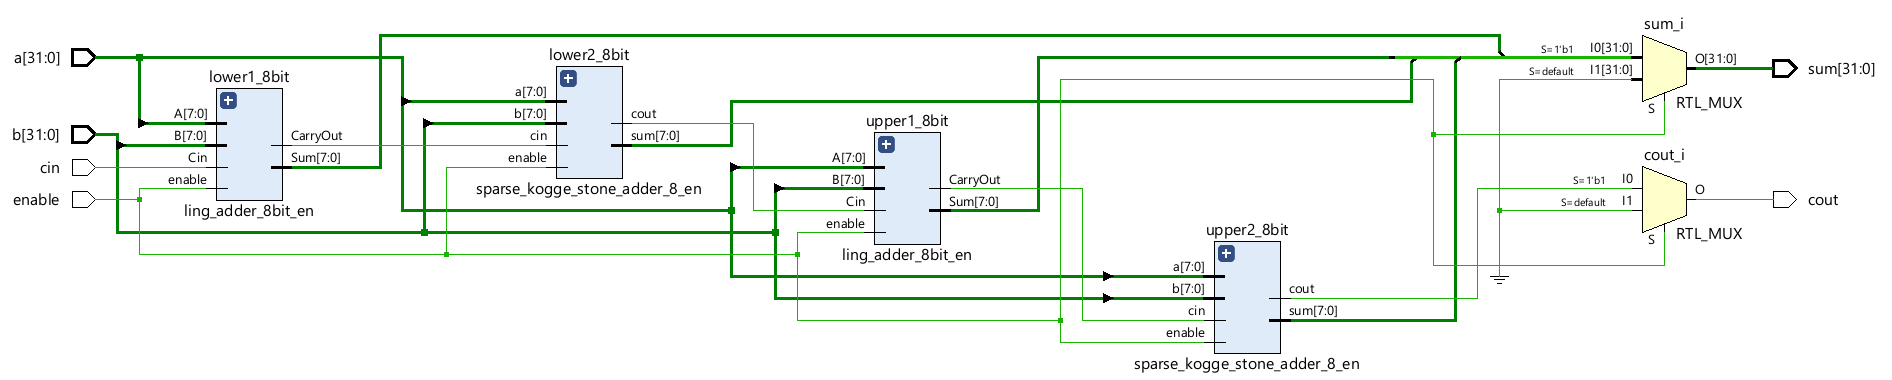 a[31:0]
b[31:0]
cin
enable
lower1_8bit
A[7:0]
B[7:0]
Cin
enable
CarryOut
Sum[7:0]
ling_adder_8bit_en
lower2_8bit
a[7:0]
b[7:0]
cin
enable
cout
sum[7:0]
sparse_kogge_stone_adder_8_en
upper1_8bit
A[7:0]
B[7:0]
Cin
enable
CarryOut
Sum[7:0]
ling_adder_8bit_en
upper2_8bit
a[7:0]
b[7:0]
cin
enable
cout
sum[7:0]
sparse_kogge_stone_adder_8_en
sum_i
S=1'b1 I0[31:0]
S=default I1[31:0]
O[31:0]
S
RTL_MUX
sum[31:0]
cout_i
S=1'b1 I0
S=default I1
O
S
RTL_MUX
cout